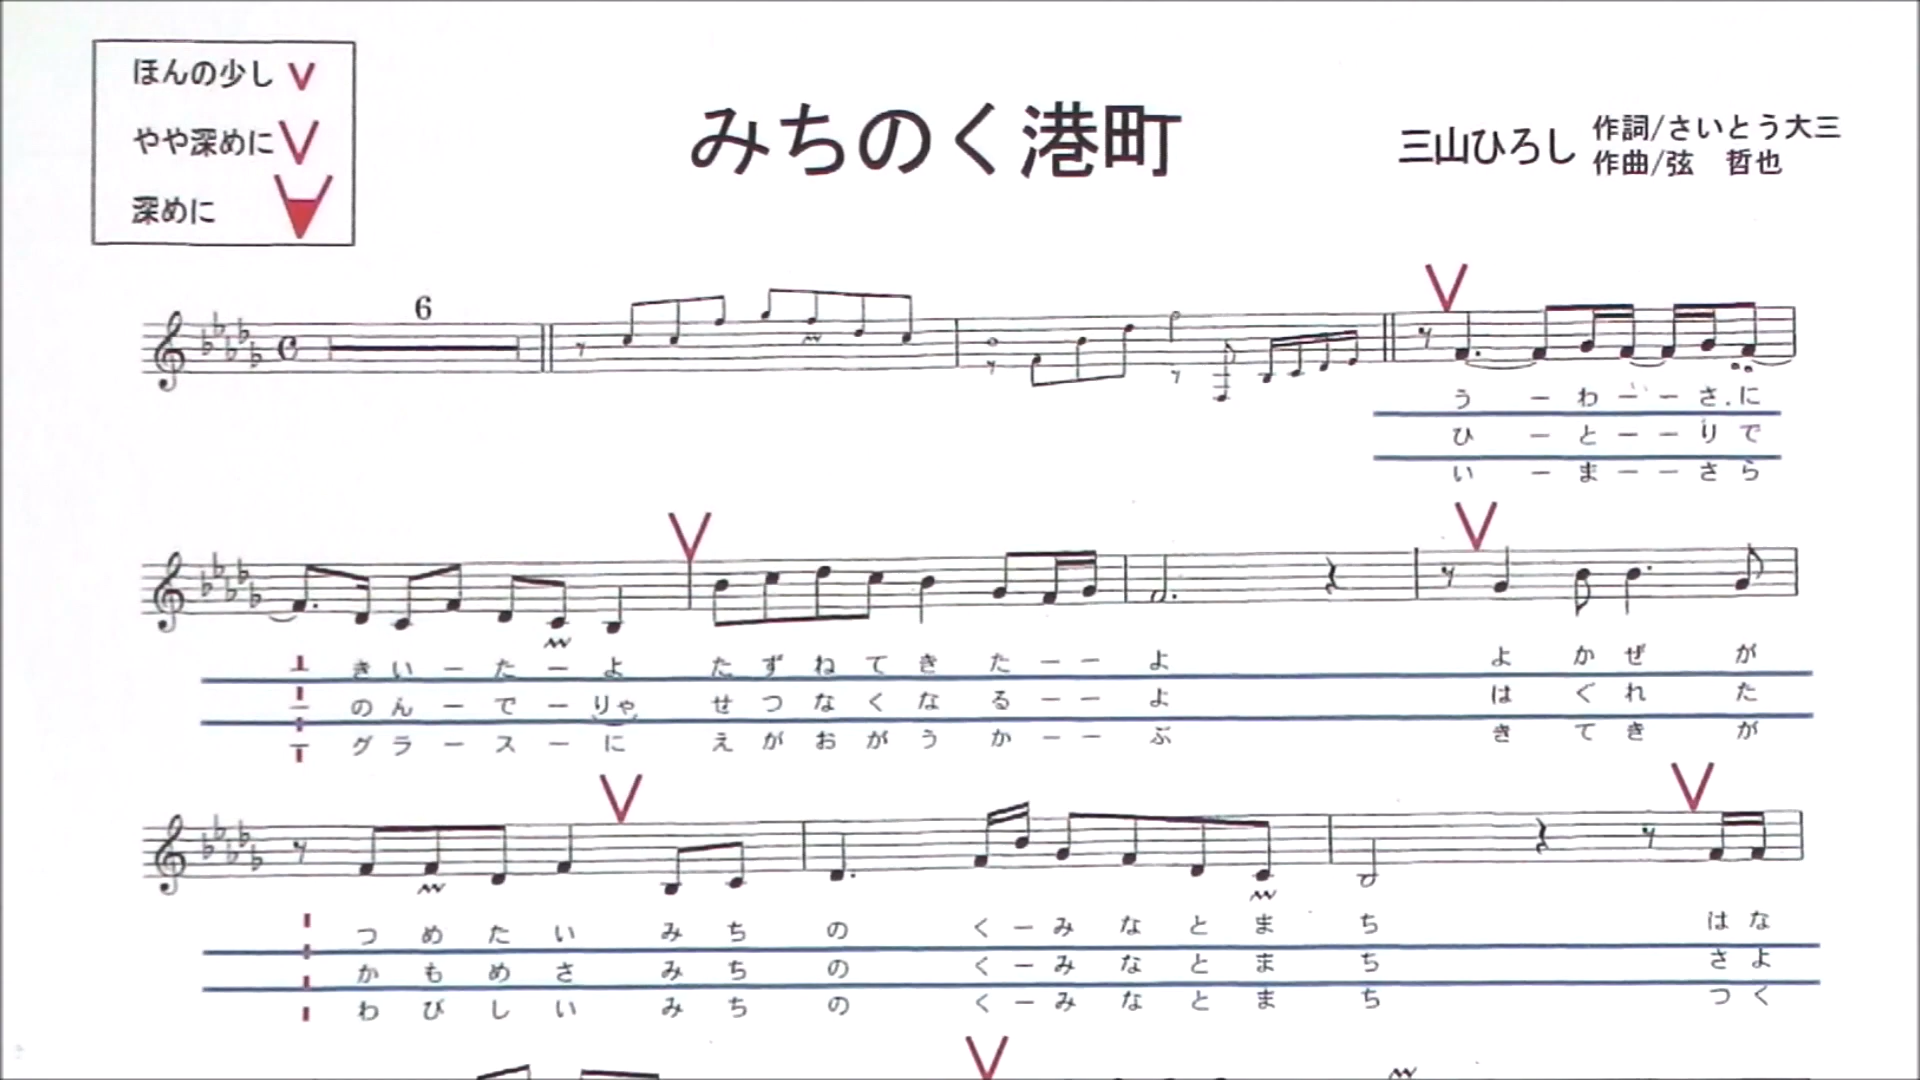 ほんの少し
やや深めに
深めに
みちのく港町
三山ひろし
作詞/さいとう大三
作曲/弦 哲也
6
うーわーーさ.に
ひーとーーりで
いーまーーさら
ーきいーたーよ たずねてきたーーよ よかぜが
ーのんーでーりゃ せつなくなるーーよ はぐれた
ーグラースーに えがおがうかーーぶ きてきが
つめたい みちのくーみなとまち はな
かもめさ みちのくーみなとまち さよ
わびしい みちのくーみなとまち つく